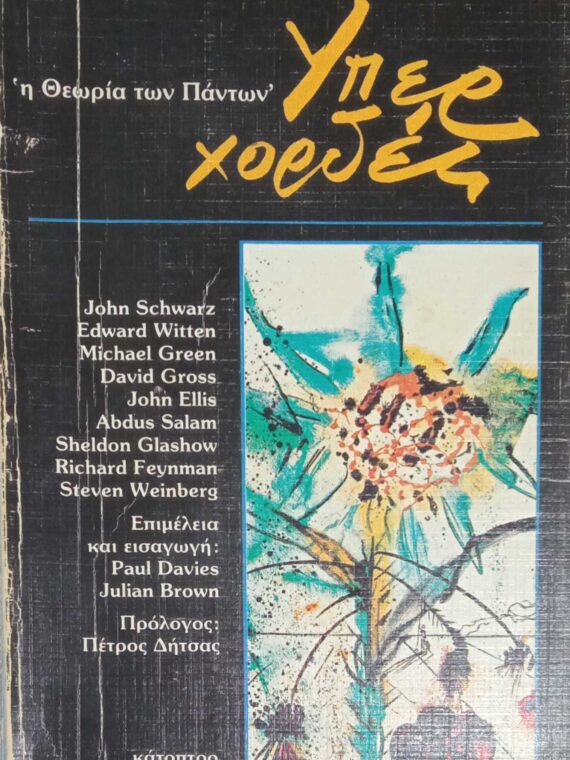 'η Θεωρία των Πάντων'
Υπερ
χορδές
John Schwarz
Edward Witten
Michael Green
David Gross
John Ellis
Abdus Salam
Sheldon Glashow
Richard Feynman
Steven Weinberg
Επιμέλεια
και εισαγωγή:
Paul Davies
Julian Brown
Πρόλογος:
Πέτρος Δήτσας
κάτοπτρο